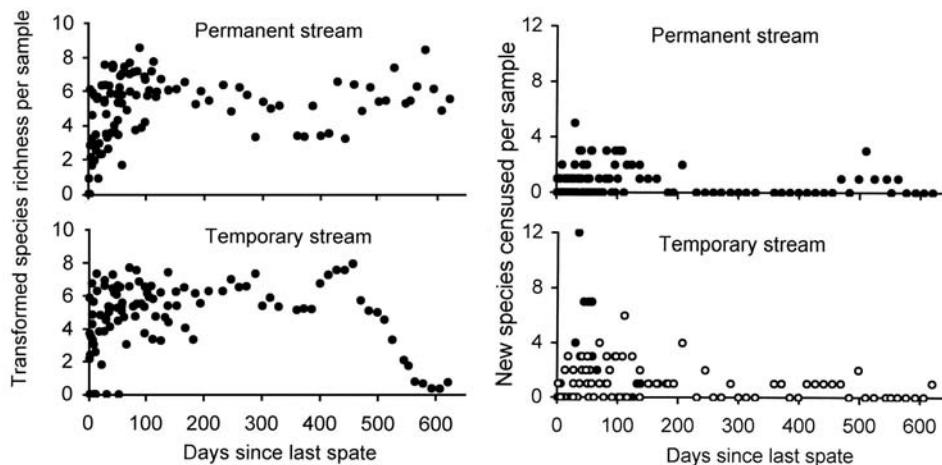 Transformed species richness per sample
10
8
6
4
2
0
Permanent stream
10
8
6
4
2
0
Temporary stream
0 100 200 300 400 500 600
Days since last spate
New species censused per sample
12
8
4
0
Permanent stream
12
8
4
0
Temporary stream
0 100 200 300 400 500 600
Days since last spate